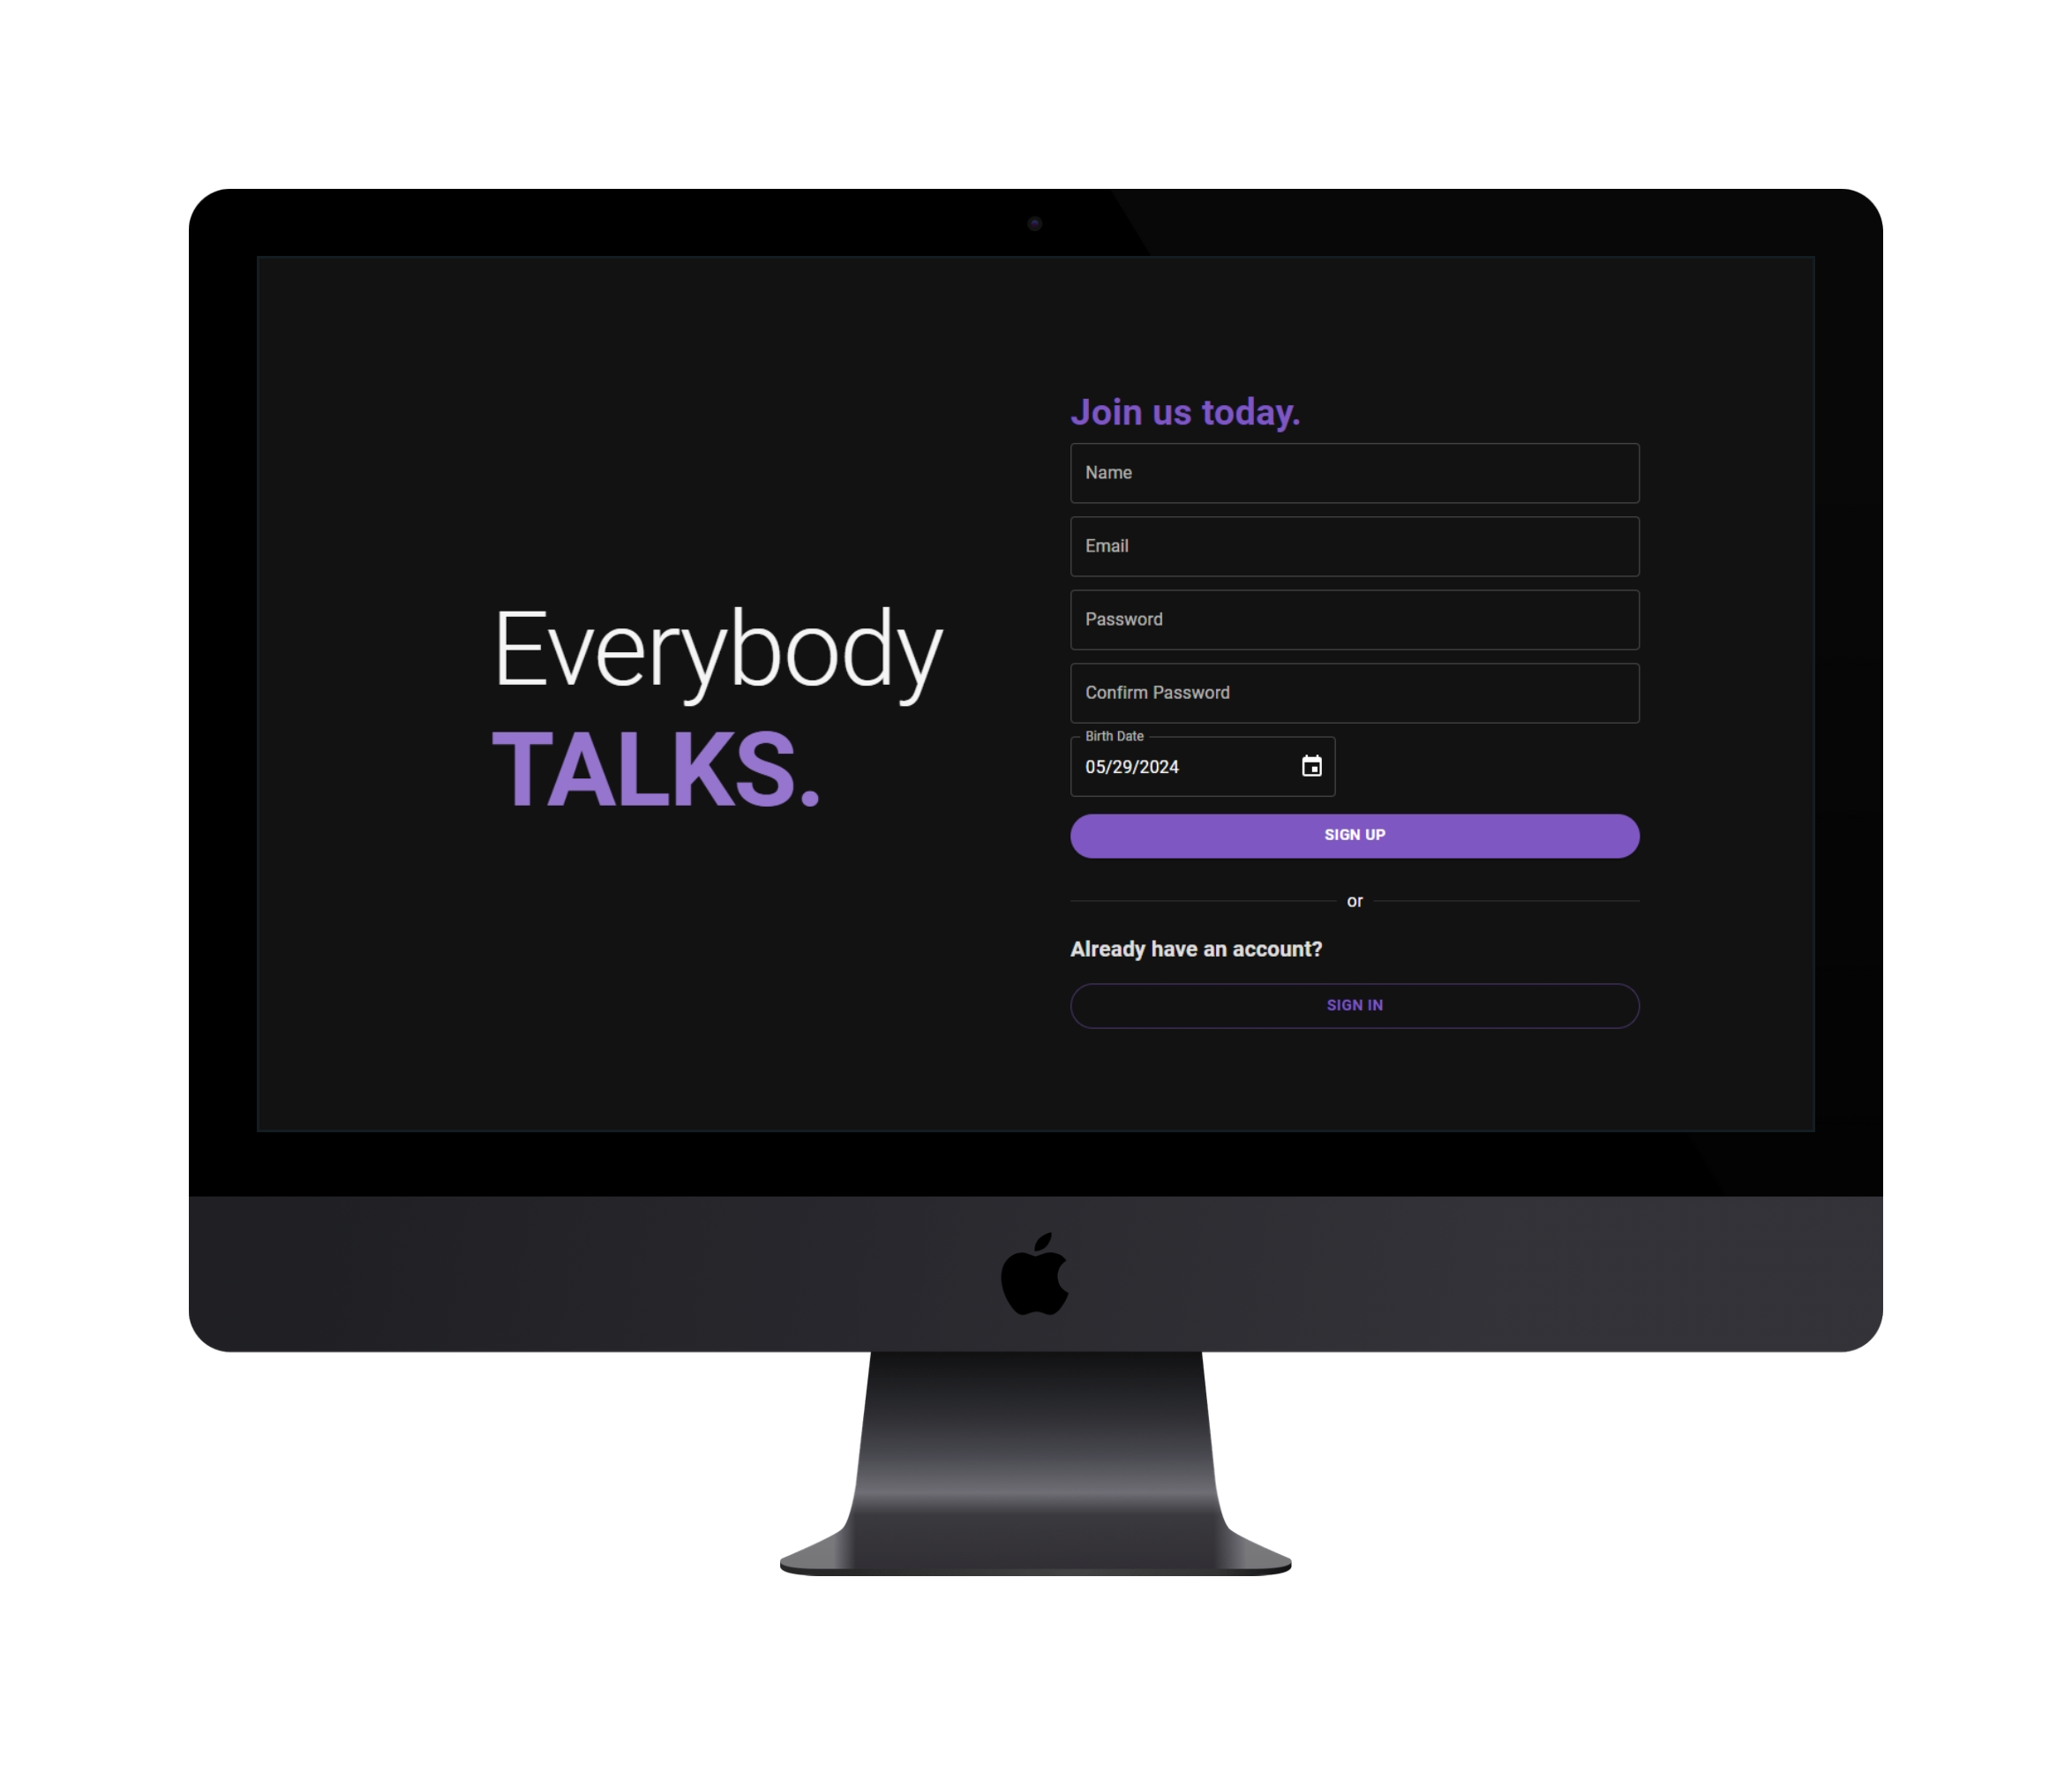 Everybody
TALKS.
Join us today.
Name
Email
Password
Confirm Password
Birth Date
05/29/2024
SIGN UP
or
Already have an account?
SIGN IN